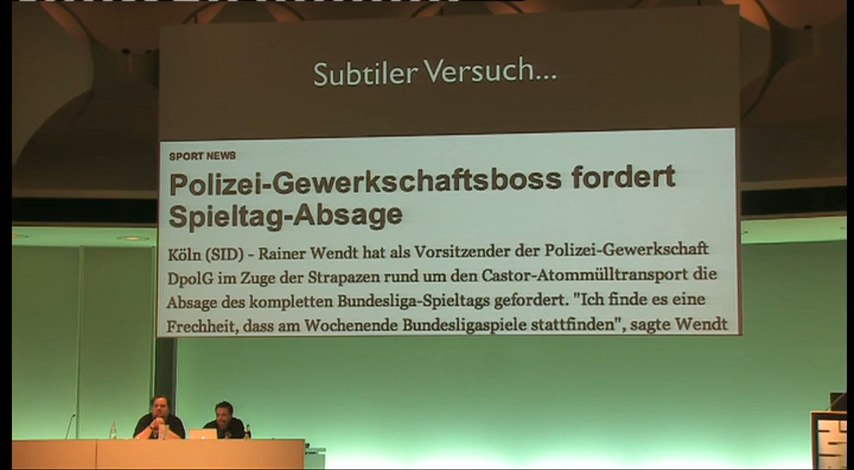 Subtiler Versuch...
SPORT NEWS
Polizei-Gewerkschaftsboss fordert
Spieltag-Absage
Köln (SID) - Rainer Wendt hat als Vorsitzender der Polizei-Gewerkschaft
DpolG im Zuge der Strapazen rund um den Castor-Atommülltransport die
Absage des kompletten Bundesliga-Spieltags gefordert. "Ich finde es eine
Frechheit, dass am Wochenende Bundesligaspiele stattfinden", sagte Wendt